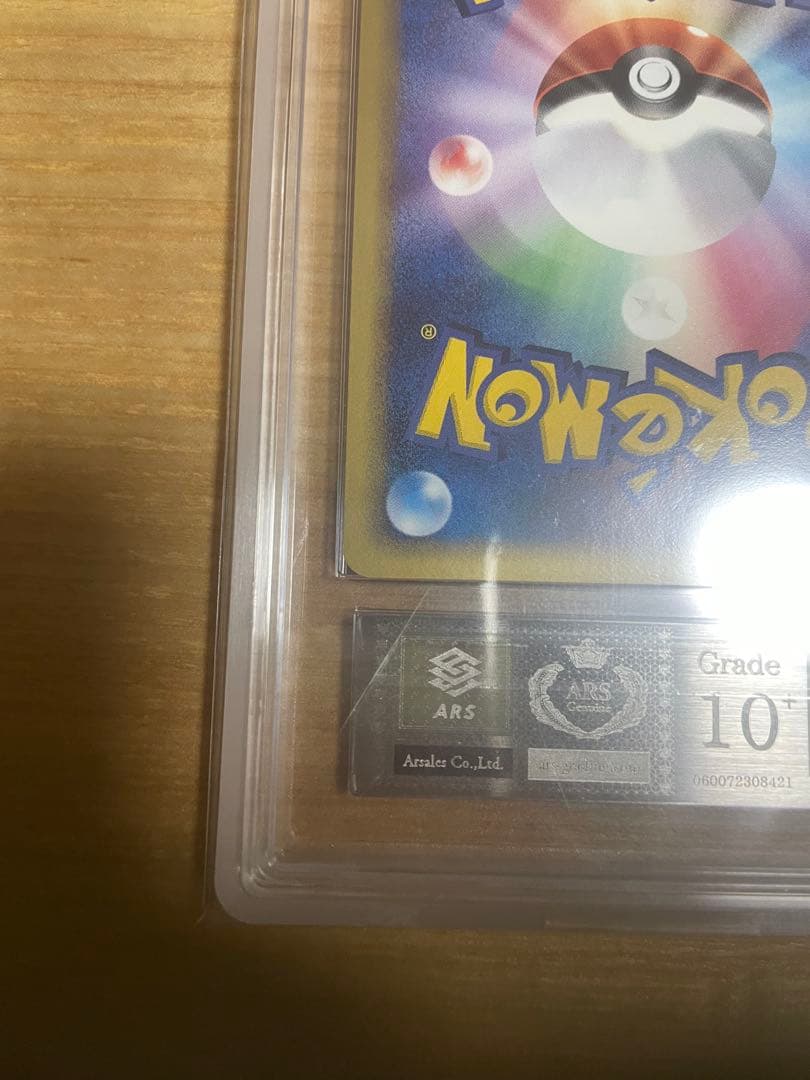 ®
POKéMON
ARS
Arsales Co.,Ltd.
ARS
Genuine
Grade
10+
060072308421